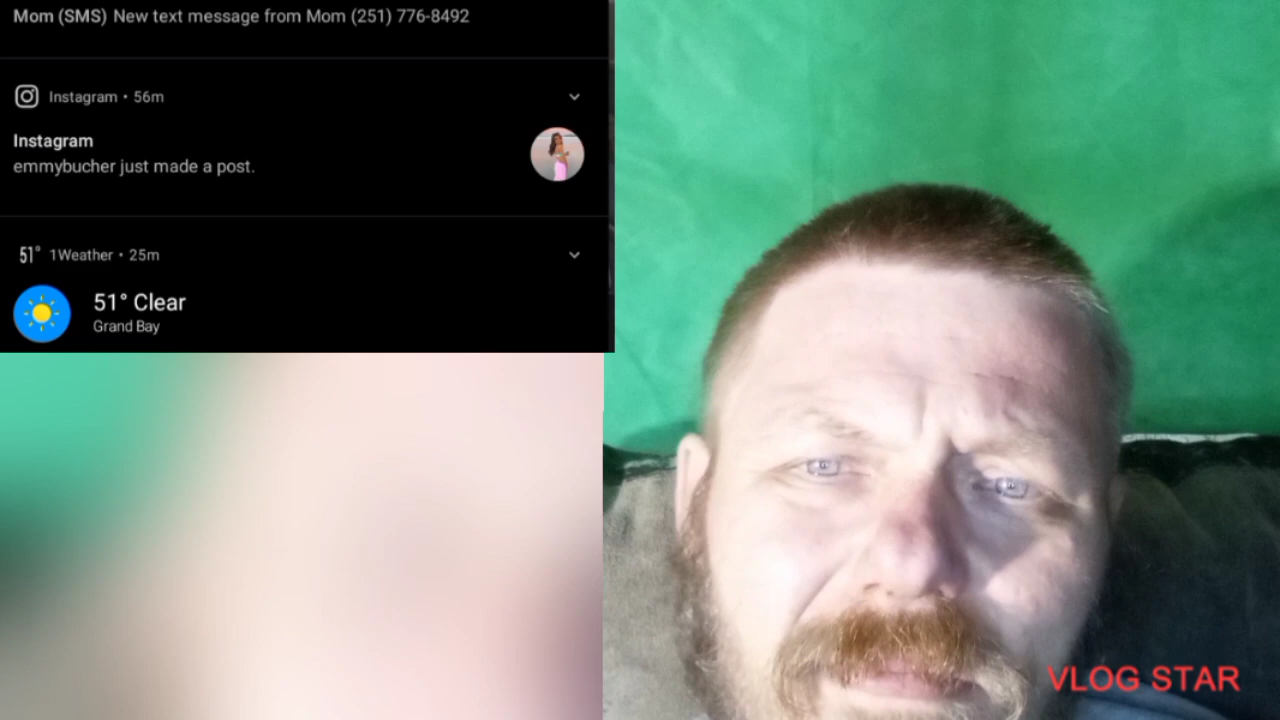 Mom (SMS) New text message from Mom (251) 776-8492
Instagram • 56m
Instagram
emmybucher just made a post.
51° 1Weather • 25m
51° Clear
Grand Bay
VLOG STAR